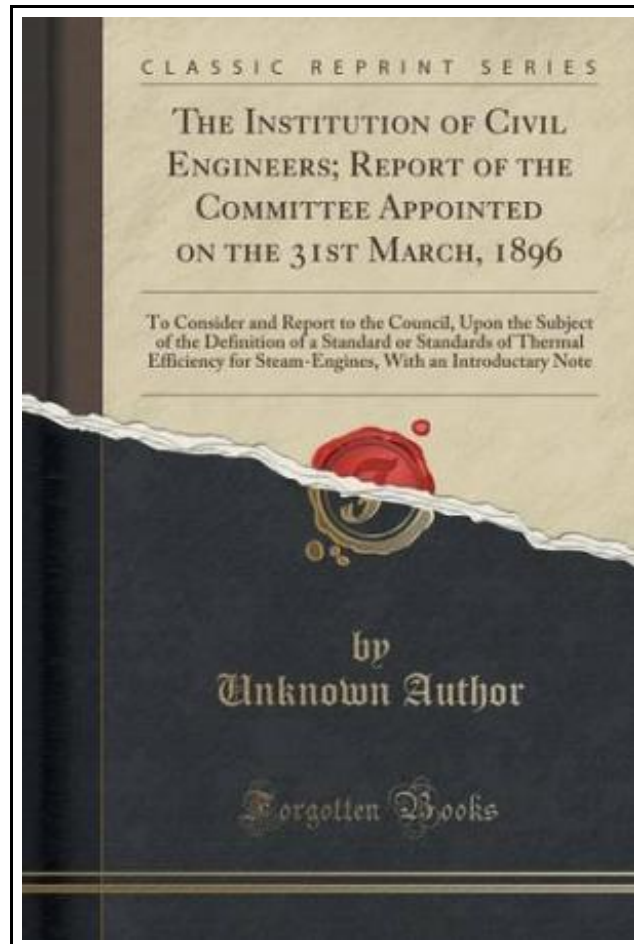 CLASSIC REPRINT SERIES
THE INSTITUTION OF CIVIL
ENGINEERS; REPORT OF THE
COMMITTEE APPOINTED
ON THE 31ST MARCH, 1896
To Consider and Report to the Council, Upon the Subject
of the Definition of a Standard or Standards of Thermal
Efficiency for Steam-Engines, With an Introductary Note
by
Unknown Author
Forgotten Books